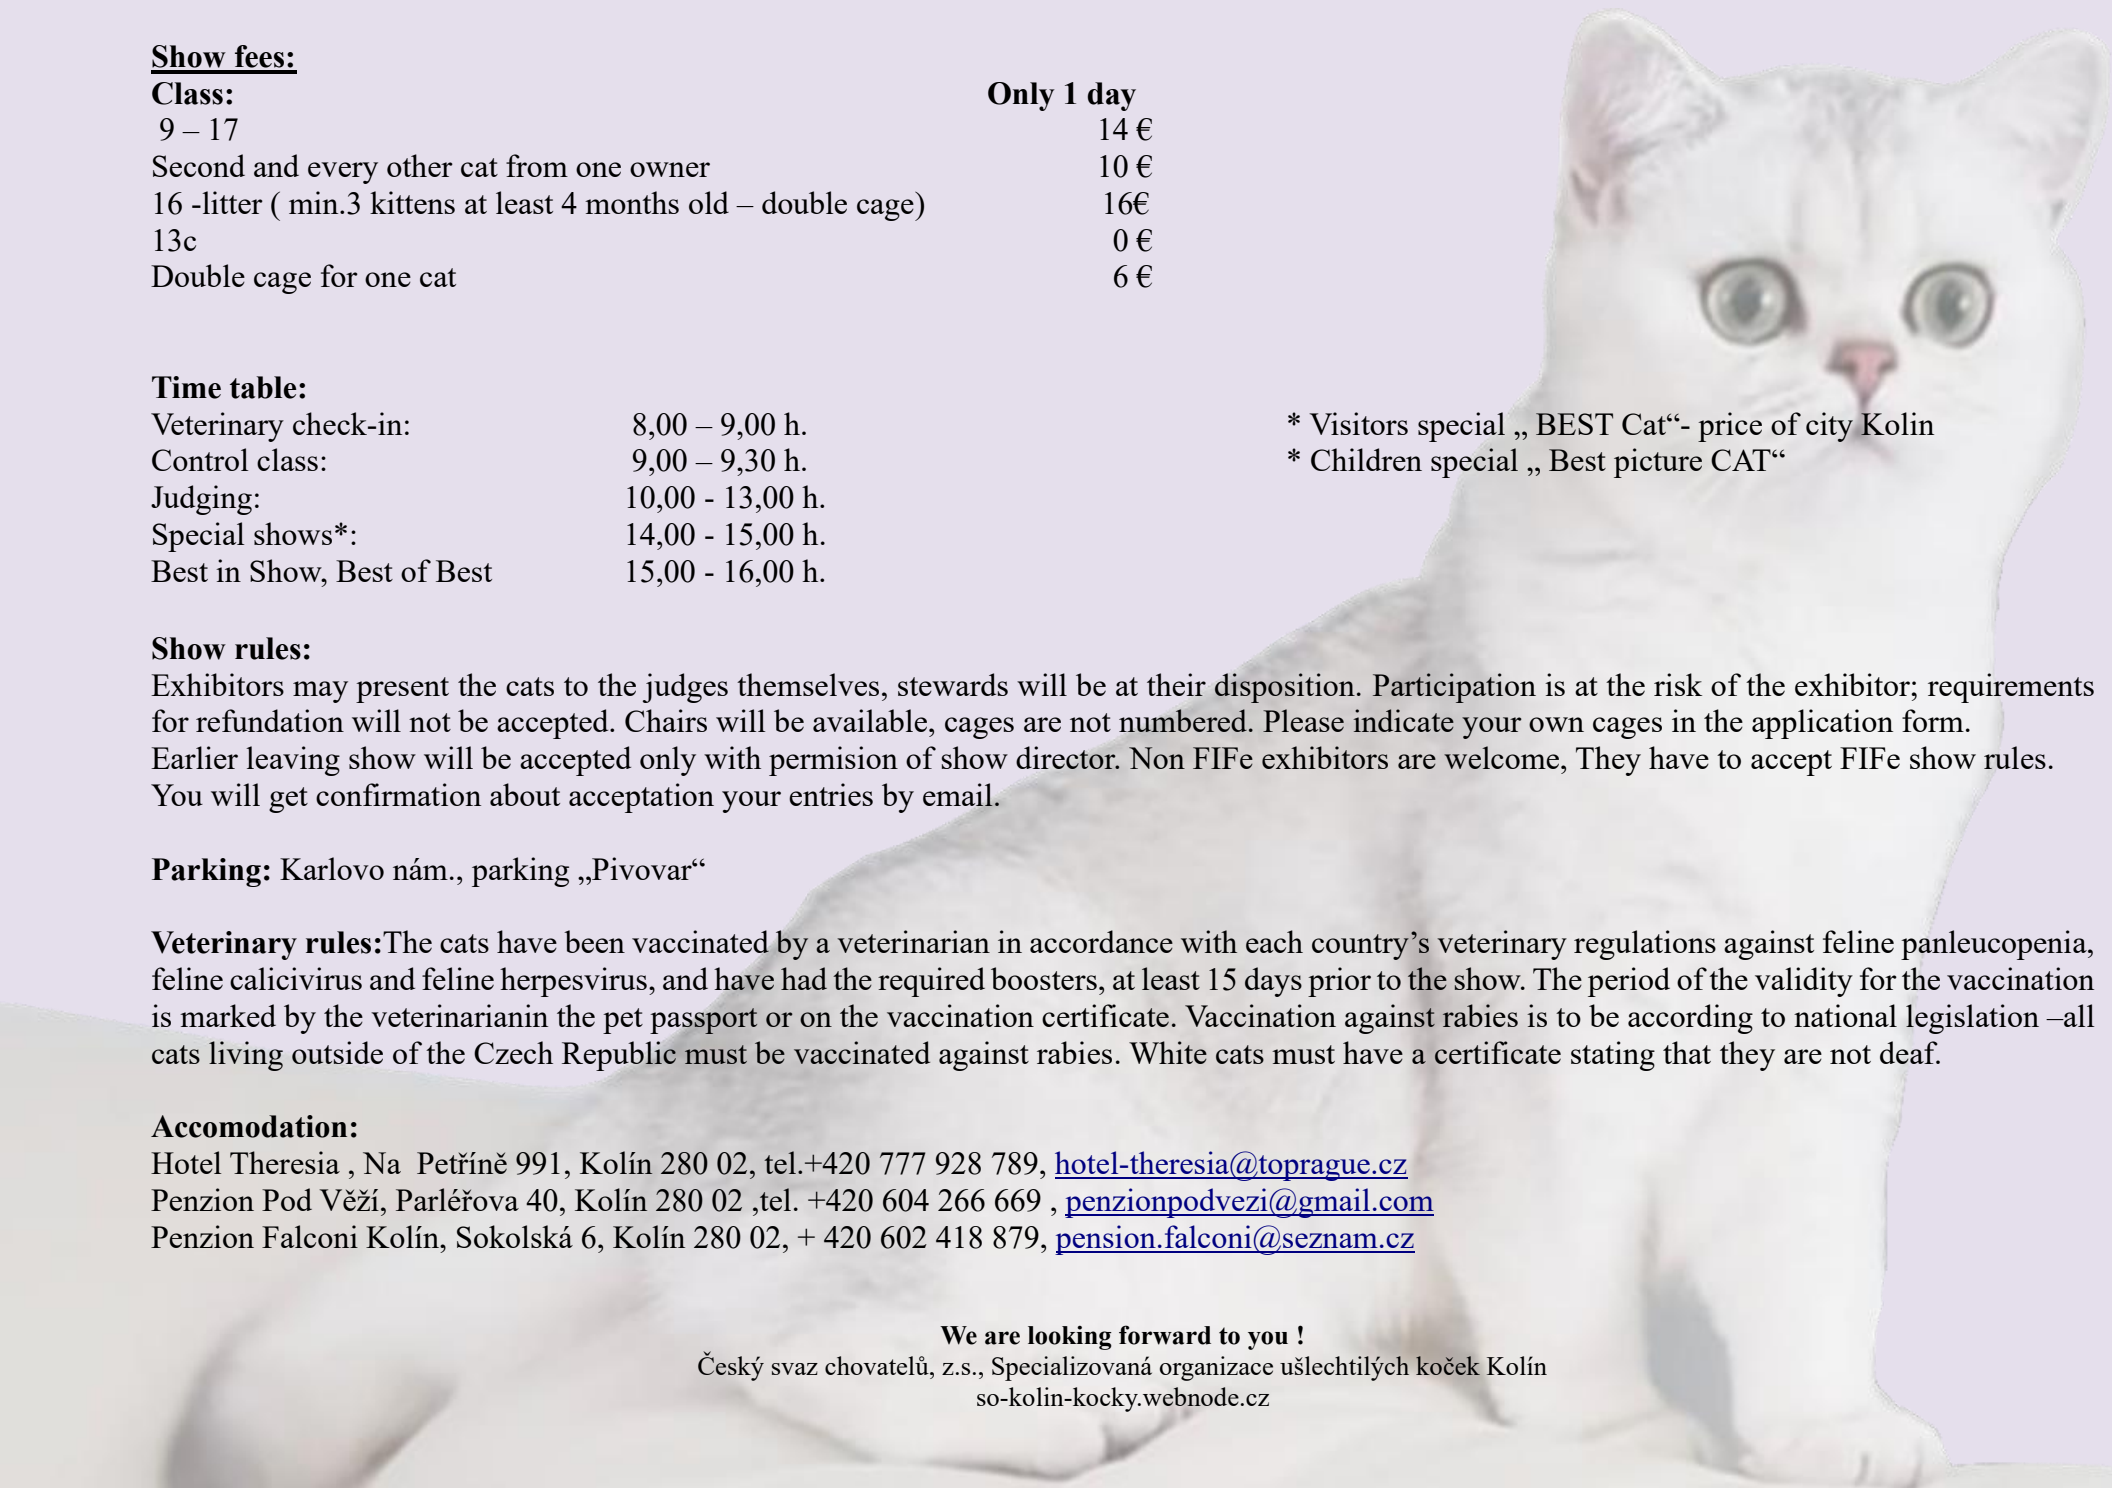 Show fees:
Class: Only 1 day
9 – 17 14 €
Second and every other cat from one owner 10 €
16 -litter ( min.3 kittens at least 4 months old – double cage) 16€
13c 0 €
Double cage for one cat 6 €
Time table:
Veterinary check-in: 8,00 – 9,00 h. * Visitors special „ BEST Cat“- price of city Kolin
Control class: 9,00 – 9,30 h. * Children special „ Best picture CAT“
Judging: 10,00 - 13,00 h.
Special shows*: 14,00 - 15,00 h.
Best in Show, Best of Best 15,00 - 16,00 h.
Show rules:
Exhibitors may present the cats to the judges themselves, stewards will be at their disposition. Participation is at the risk of the exhibitor; requirements
for refundation will not be accepted. Chairs will be available, cages are not numbered. Please indicate your own cages in the application form.
Earlier leaving show will be accepted only with permision of show director. Non FIFe exhibitors are welcome, They have to accept FIFe show rules.
You will get confirmation about acceptation your entries by email.
Parking: Karlovo nám., parking „Pivovar“
Veterinary rules:The cats have been vaccinated by a veterinarian in accordance with each country’s veterinary regulations against feline panleucopenia,
feline calicivirus and feline herpesvirus, and have had the required boosters, at least 15 days prior to the show. The period of the validity for the vaccination
is marked by the veterinarianin the pet passport or on the vaccination certificate. Vaccination against rabies is to be according to national legislation –all
cats living outside of the Czech Republic must be vaccinated against rabies. White cats must have a certificate stating that they are not deaf.
Accomodation:
Hotel Theresia , Na Petříně 991, Kolín 280 02, tel.+420 777 928 789, hotel-theresia@toprague.cz
Penzion Pod Věží, Parléřova 40, Kolín 280 02 ,tel. +420 604 266 669 , penzionpodvezi@gmail.com
Penzion Falconi Kolín, Sokolská 6, Kolín 280 02, + 420 602 418 879, pension.falconi@seznam.cz
We are looking forward to you !
Český svaz chovatelů, z.s., Specializovaná organizace ušlechtilých koček Kolín
so-kolin-kocky.webnode.cz